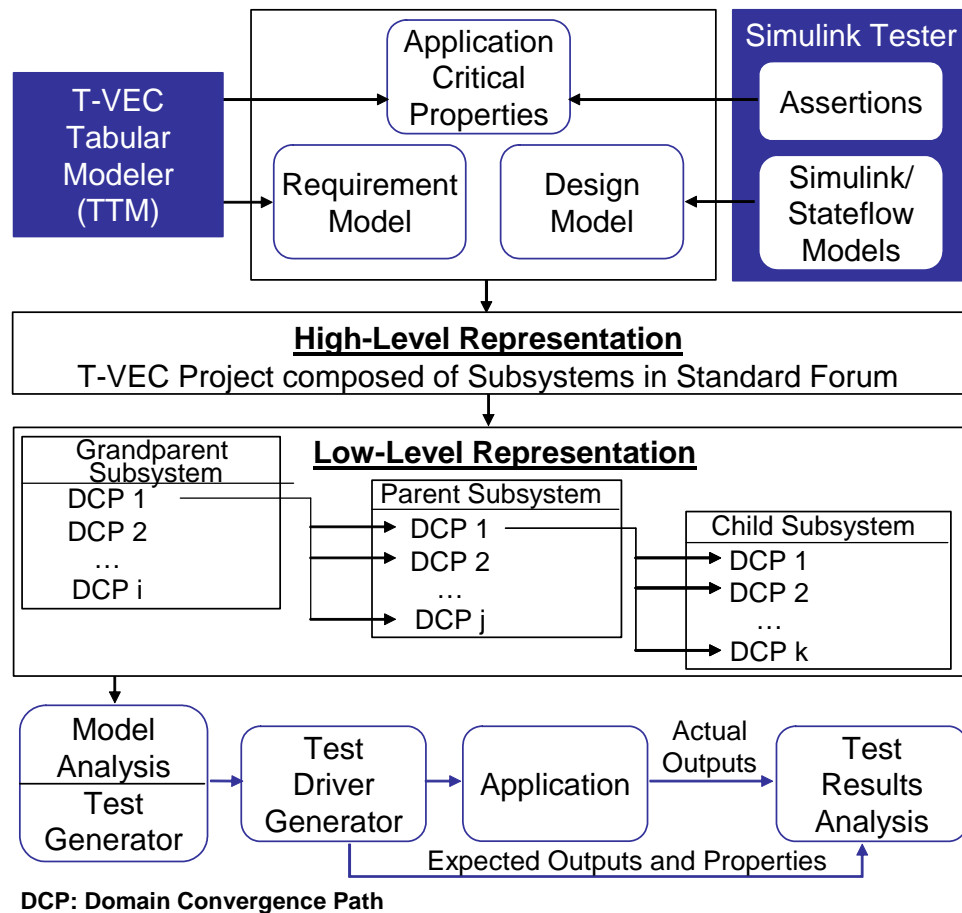 T-VEC
Tabular
Modeler
(TTM)
Application
Critical
Properties
Requirement
Model
Design
Model
Simulink Tester
Assertions
Simulink/
Stateflow
Models
High-Level Representation
T-VEC Project composed of Subsystems in Standard Forum
Low-Level Representation
Grandparent
Subsystem
DCP 1
DCP 2
...
DCP i
Parent Subsystem
DCP 1
DCP 2
...
DCP j
Child Subsystem
DCP 1
DCP 2
...
DCP k
Model
Analysis
Test
Generator
Test
Driver
Generator
Application
Actual
Outputs
Test
Results
Analysis
Expected Outputs and Properties
DCP: Domain Convergence Path